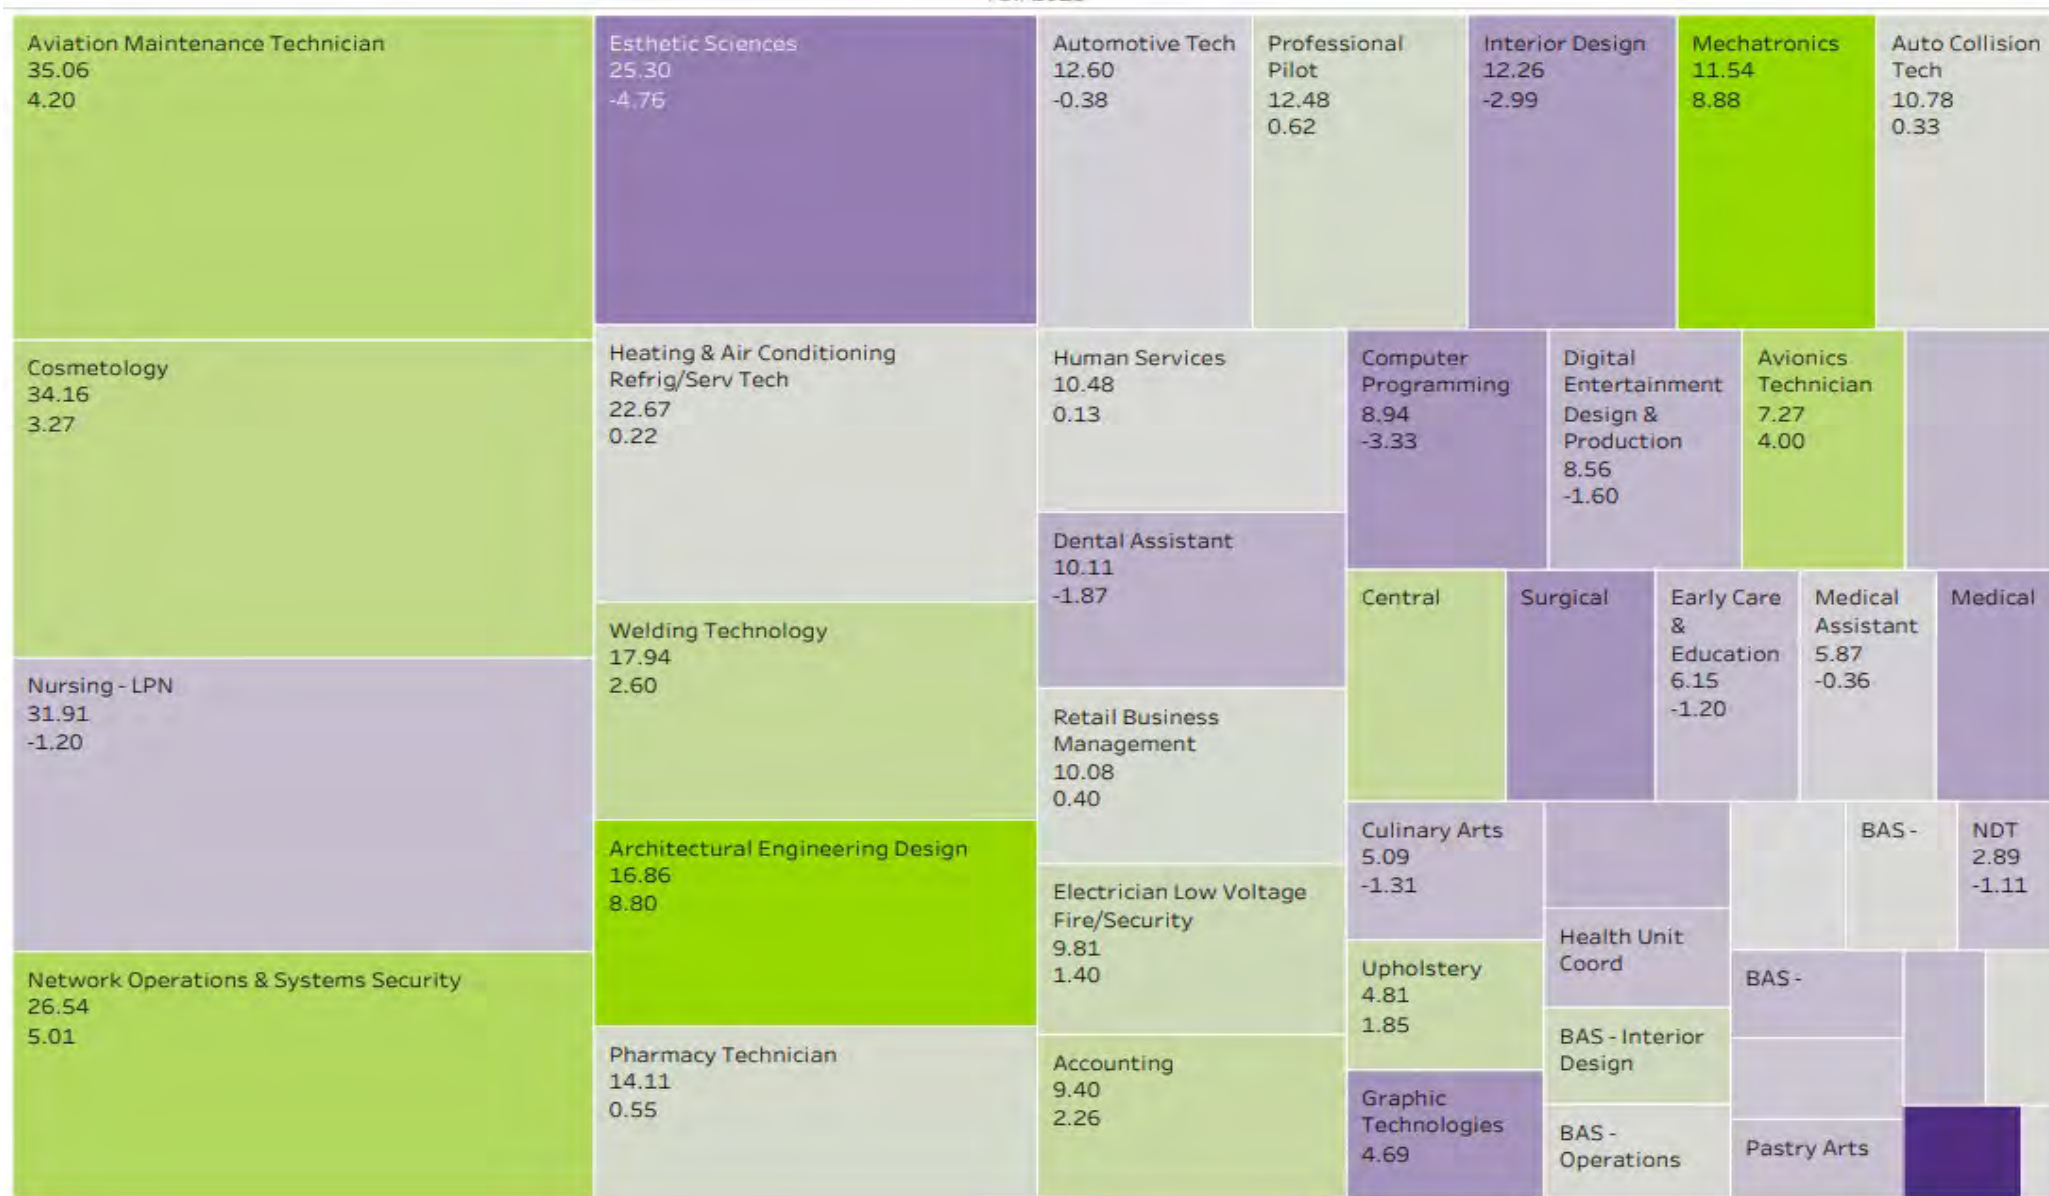 Aviation Maintenance Technician
35.06
4.20
Cosmetology
34.16
3.27
Nursing - LPN
31.91
-1.20
Network Operations & Systems Security
26.54
5.01
Esthetic Sciences
25.30
-4.76
Heating & Air Conditioning
Refrig/Serv Tech
22.67
0.22
Welding Technology
17.94
2.60
Architectural Engineering Design
16.86
8.80
Pharmacy Technician
14.11
0.55
Automotive Tech
12.60
-0.38
Professional
Pilot
12.48
0.62
Interior Design
12.26
-2.99
Mechatronics
11.54
8.88
Auto Collision
Tech
10.78
0.33
Human Services
10.48
0.13
Dental Assistant
10.11
-1.87
Retail Business
Management
10.08
0.40
Electrician Low Voltage
Fire/Security
9.81
1.40
Accounting
9.40
2.26
Computer
Programming
8.94
-3.33
Digital
Entertainment
Design &
Production
8.56
-1.60
Avionics
Technician
7.27
4.00
Central
Surgical
Early Care
&
Education
6.15
-1.20
Medical
Assistant
5.87
-0.36
Medical
Culinary Arts
5.09
-1.31
Upholstery
4.81
1.85
Graphic
Technologies
4.69
Health Unit
Coord
BAS - Interior
Design
BAS -
Operations
BAS -
NDT
2.89
-1.11
BAS -
Pastry Arts